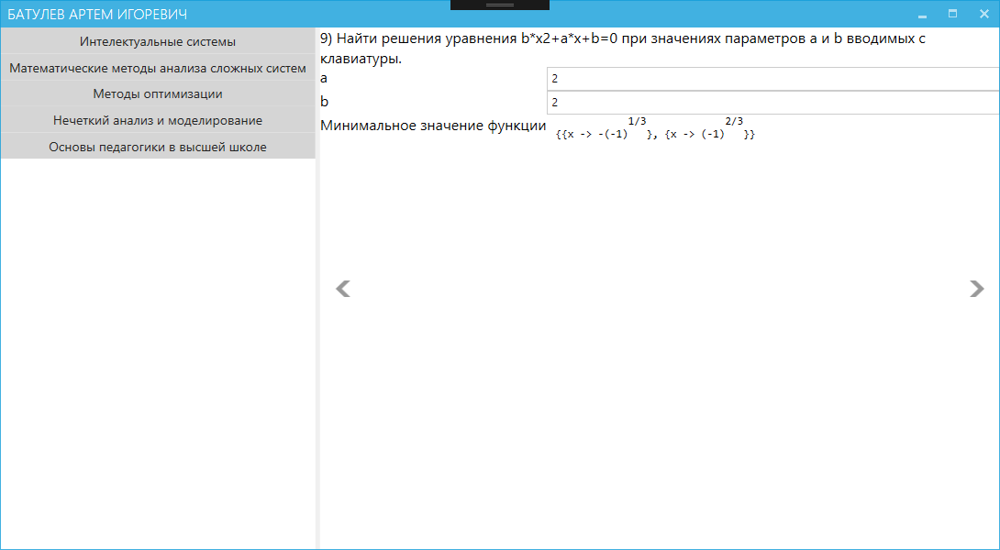 БАТУЛЕВ АРТЕМ ИГОРЕВИЧ
Интелектуальные системы
Математические методы анализа сложных систем
Методы оптимизации
Нечеткий анализ и моделирование
Основы педагогики в высшей школе
9) Найти решения уравнения b*x2+a*x+b=0 при значениях параметров a и b вводимых с
клавиатуры.
a 2
b 2
1/3 2/3
Минимальное значение функции {{x -> -(-1) }, {x -> (-1) }}